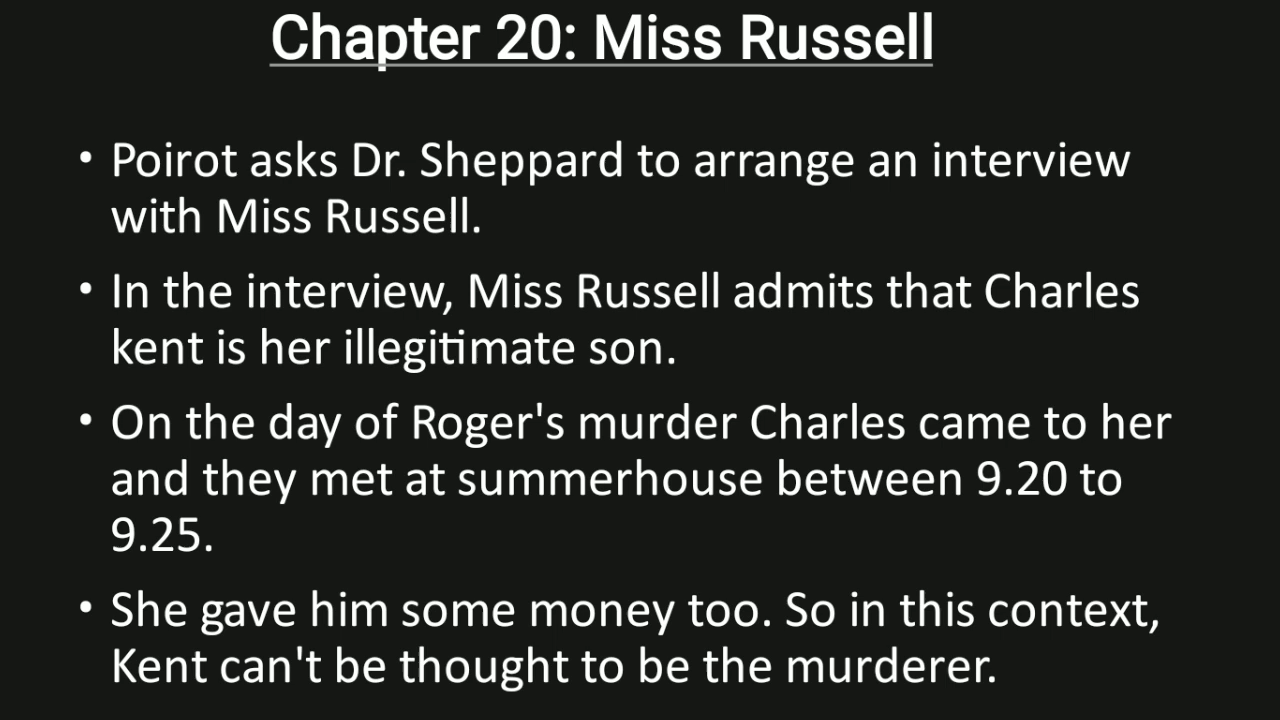 Chapter 20: Miss Russell
• Poirot asks Dr. Sheppard to arrange an interview
with Miss Russell.
• In the interview, Miss Russell admits that Charles
kent is her illegitimate son.
• On the day of Roger's murder Charles came to her
and they met at summerhouse between 9.20 to
9.25.
• She gave him some money too. So in this context,
Kent can't be thought to be the murderer.